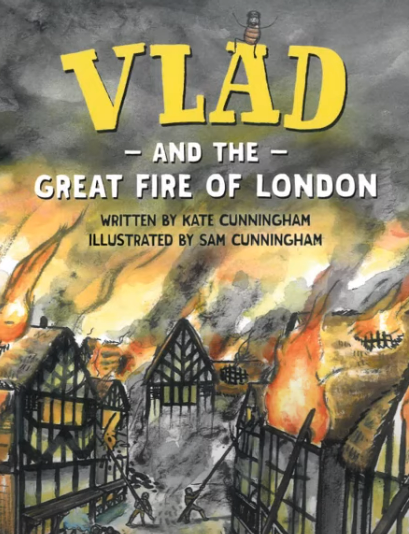 VLAD
– AND THE –
GREAT FIRE OF LONDON
WRITTEN BY KATE CUNNINGHAM
ILLUSTRATED BY SAM CUNNINGHAM